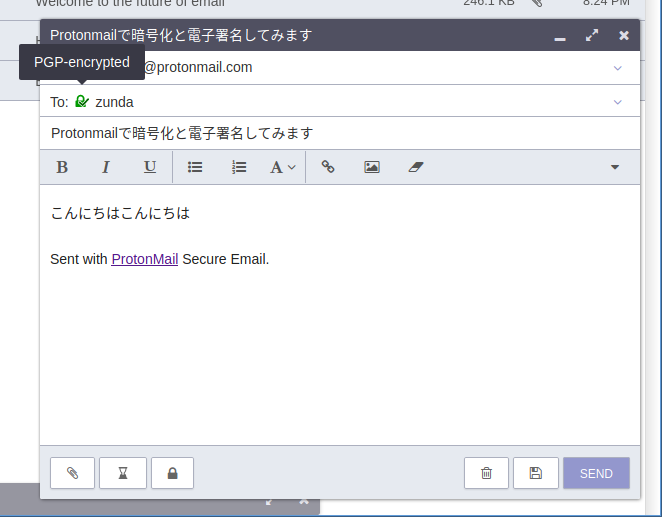 Welcome to the future of email 246.1 KB 8:24 PM
Protonmailで暗号化と電子署名してみます
PGP-encrypted
@protonmail.com
To: zunda
Protonmailで暗号化と電子署名してみます
B I U A
こんにちはこんにちは
Sent with ProtonMail Secure Email.
SEND